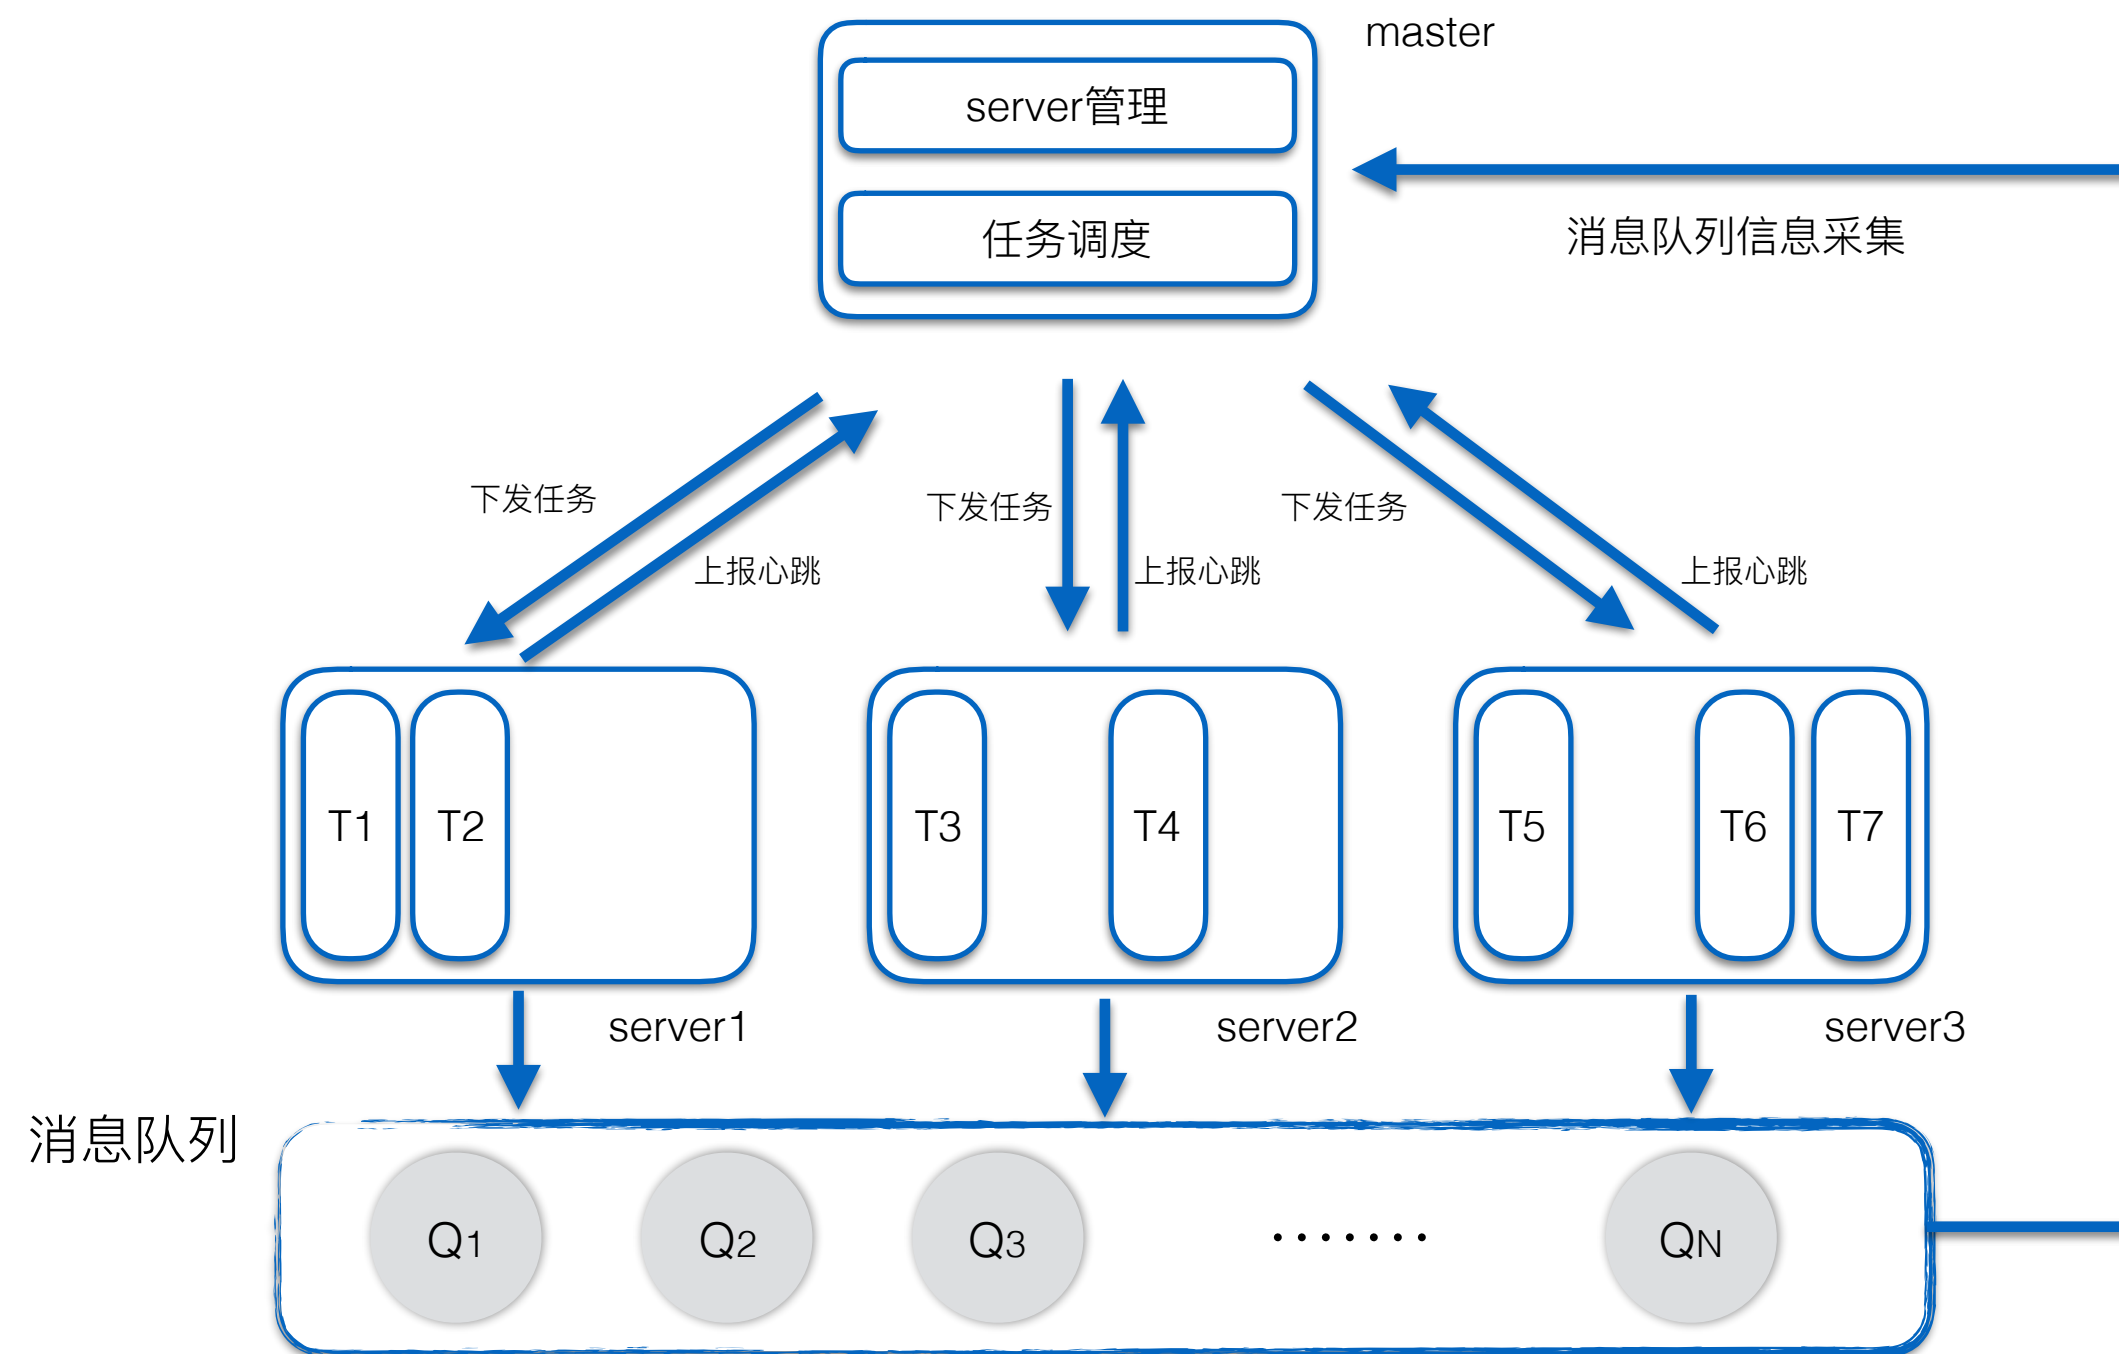 master
server管理
任务调度
消息队列信息采集
下发任务
上报心跳
下发任务
上报心跳
下发任务
上报心跳
T1
T2
T3
T4
T5
T6
T7
server1
server2
server3
消息队列
Q1
Q2
Q3
·······
QN